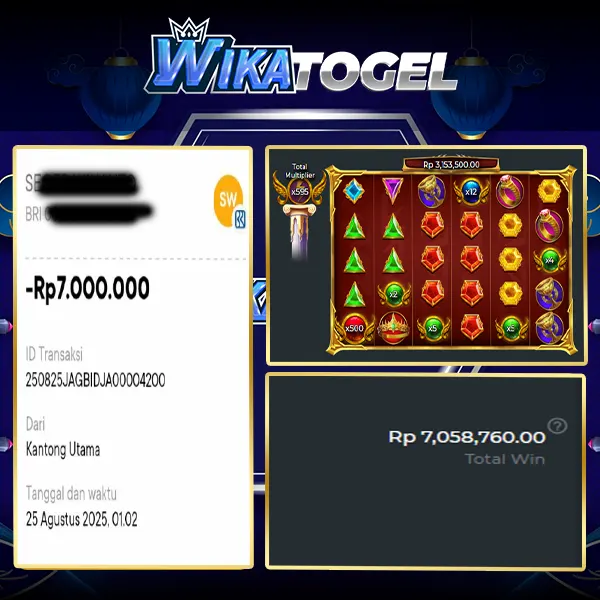 WIKATOGEL
SE
BRI
SW
-Rp7.000.000
ID Transaksi
250825JAGBIDJA00004200
Dari
Kantong Utama
Tanggal dan waktu
25 Agustus 2025, 01.02
Total
Multiplier
x595
Rp 3,153,500.00
x12
x4
x2
x500
x5
x5
Rp 7,058,760.00
?
Total Win